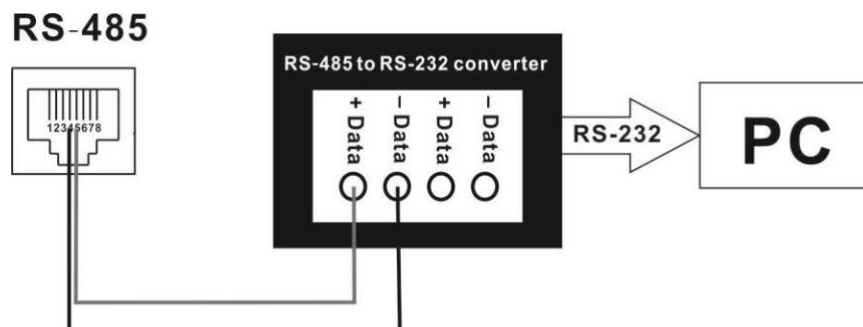 RS-485
12345678
RS-485 to RS-232 converter
+ Data
- Data
+ Data
- Data
RS-232
PC